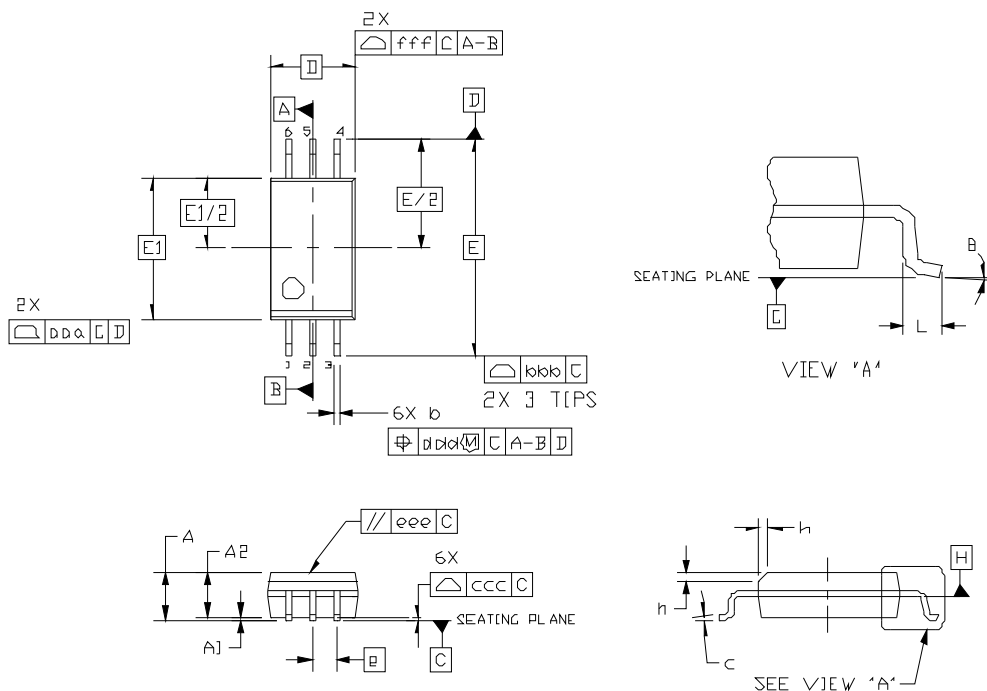 2X
fff C A-B
D
A
D
6 5 4
E1/2
E/2
E1
E
2X
C D
bbb C
2X 3 TIPS
1 2 3
B
6X b
ddd M C A-B D
SEATING PLANE
C
B
L
VIEW "A"
// eee C
A
A2
6X
ccc C
SEATING PLANE
A1
e
C
h
H
h
c
SEE VIEW "A"